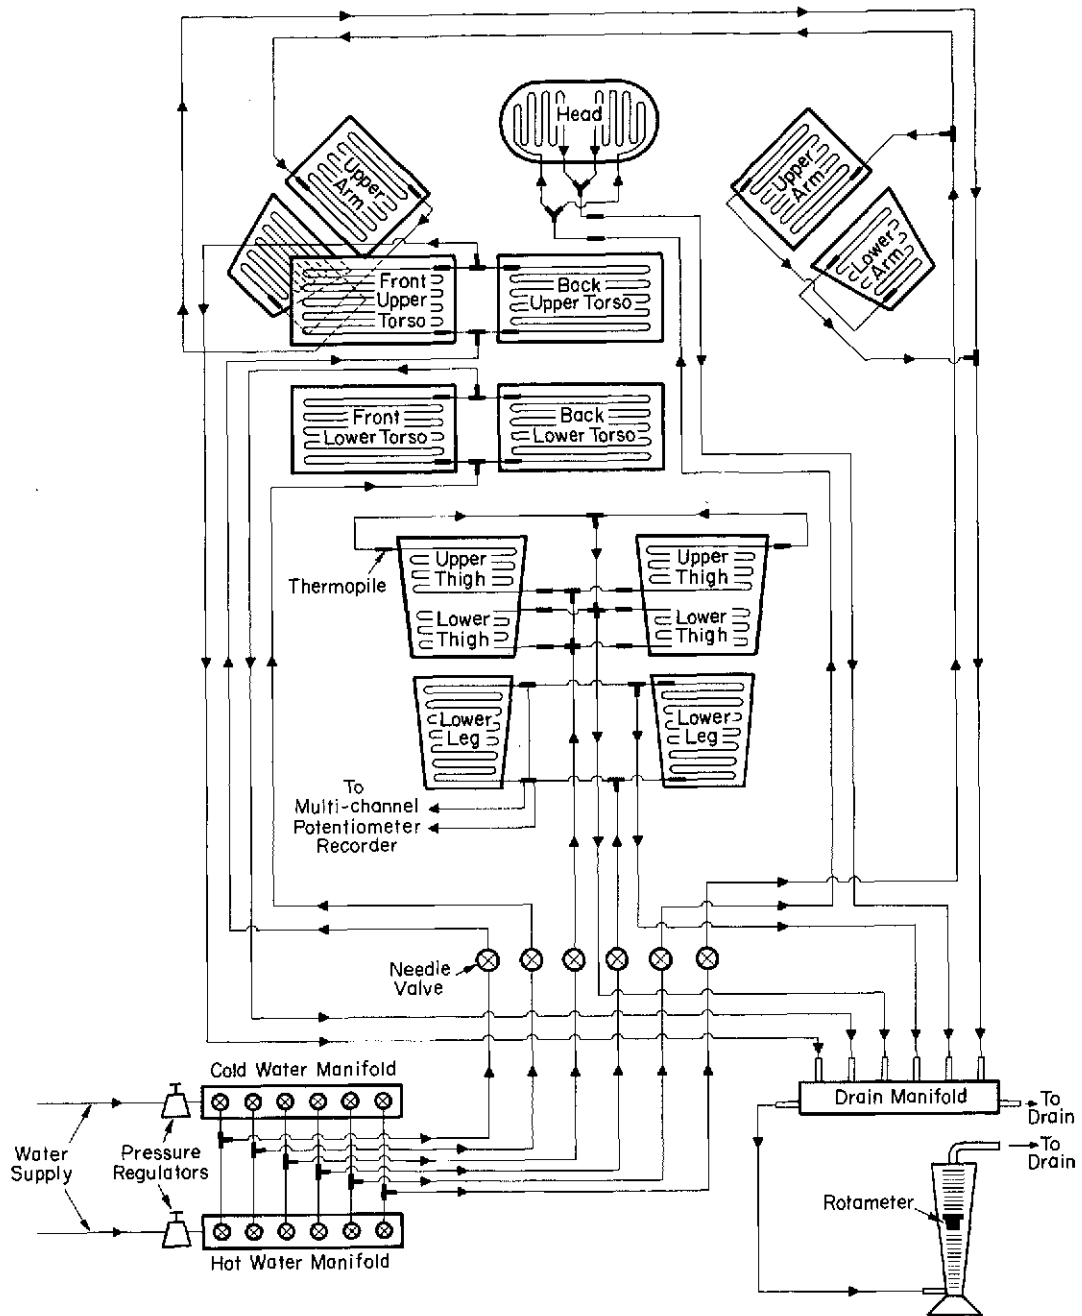 Head
Upper
Arm
Upper
Arm
Lower
Arm
Front
Upper
Torso
Back
Upper Torso
Front
Lower Torso
Back
Lower Torso
Thermopile
Upper
Thigh
Upper
Thigh
Lower
Thigh
Lower
Thigh
Lower
Leg
Lower
Leg
To
Multi-channel
Potentiometer
Recorder
Needle
Valve
Cold Water Manifold
Water
Supply
Pressure
Regulators
Hot Water Manifold
Drain Manifold
To
Drain
To
Drain
Rotameter